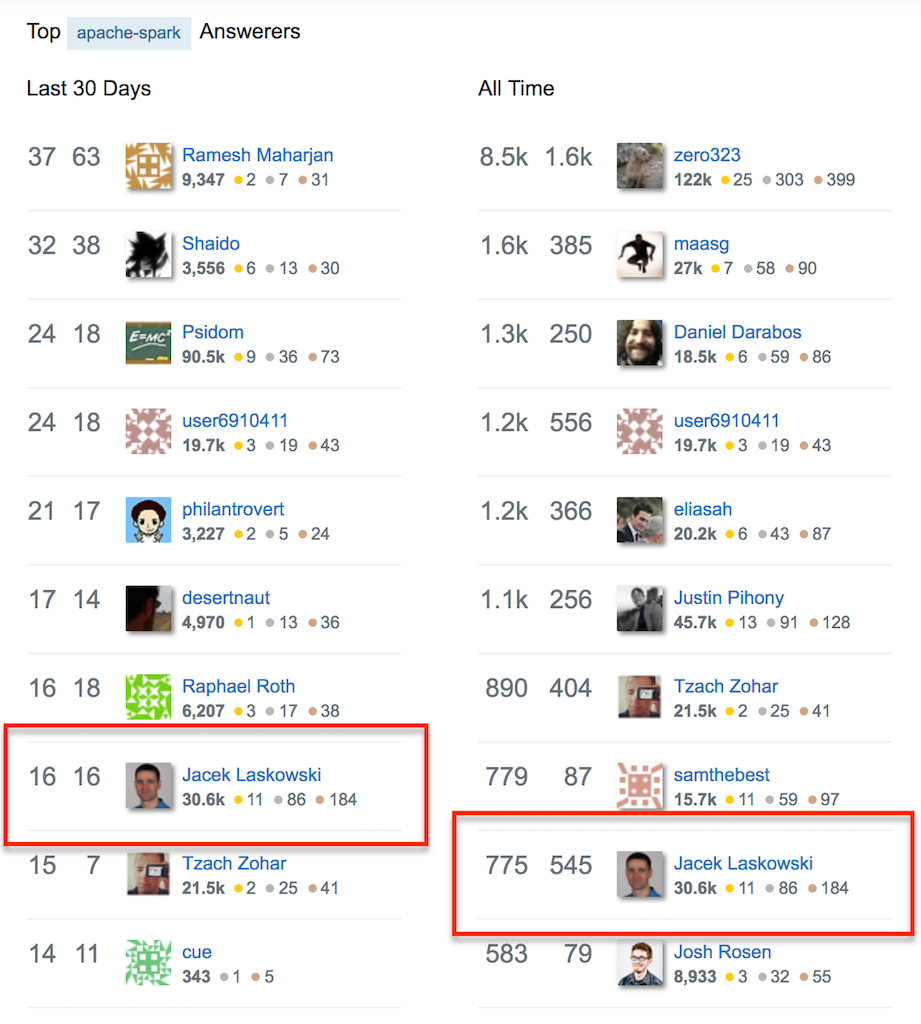 Top apache-spark Answerers
Last 30 Days
37 63 Ramesh Maharjan
9,347 2 7 31
32 38 Shaido
3,556 6 13 30
24 18 Psidom
E=MC²
90.5k 9 36 73
24 18 user6910411
19.7k 3 19 43
21 17 philantrovert
3,227 2 5 24
17 14 desertnaut
4,970 1 13 36
16 18 Raphael Roth
6,207 3 17 38
16 16 Jacek Laskowski
30.6k 11 86 184
15 7 Tzach Zohar
21.5k 2 25 41
14 11 cue
343 1 5
All Time
8.5k 1.6k zero323
122k 25 303 399
1.6k 385 maasg
27k 7 58 90
1.3k 250 Daniel Darabos
18.5k 6 59 86
1.2k 556 user6910411
19.7k 3 19 43
1.2k 366 eliasah
20.2k 6 43 87
1.1k 256 Justin Pihony
45.7k 13 91 128
890 404 Tzach Zohar
21.5k 2 25 41
779 87 samthebest
15.7k 11 59 97
775 545 Jacek Laskowski
30.6k 11 86 184
583 79 Josh Rosen
8,933 3 32 55